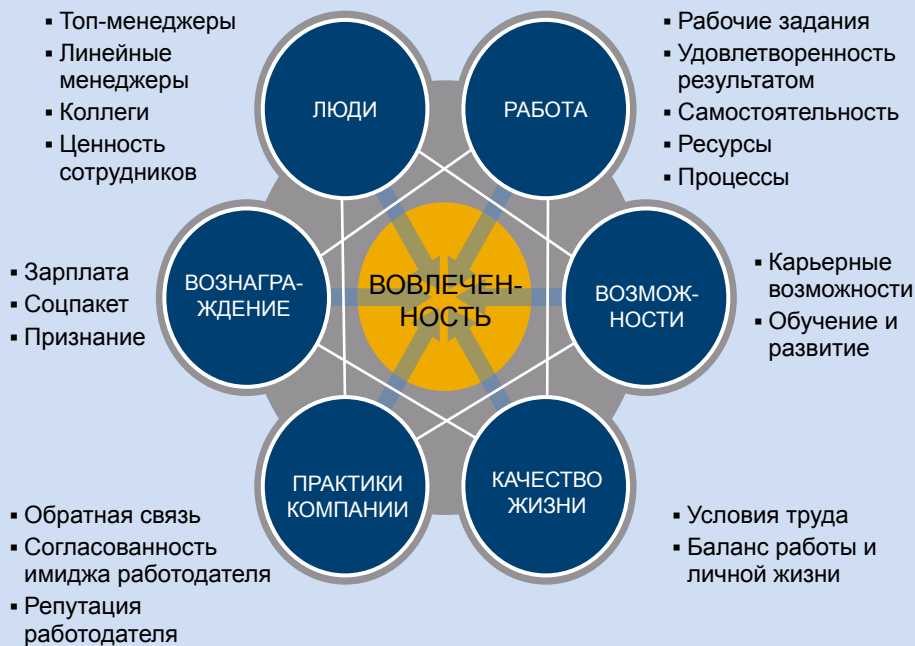 ▪ Топ-менеджеры
▪ Линейные
менеджеры
▪ Коллеги
▪ Ценность
сотрудников
ЛЮДИ
РАБОТА
▪ Рабочие задания
▪ Удовлетворенность
результатом
▪ Самостоятельность
▪ Ресурсы
▪ Процессы
▪ Зарплата
▪ Соцпакет
▪ Признание
ВОЗНАГРА-
ЖДЕНИЕ
ВОВЛЕЧЕН-
НОСТЬ
ВОЗМОЖ-
НОСТИ
▪ Карьерные
возможности
▪ Обучение и
развитие
▪ Обратная связь
▪ Согласованность
имиджа работодателя
▪ Репутация
работодателя
ПРАКТИКИ
КОМПАНИИ
КАЧЕСТВО
ЖИЗНИ
▪ Условия труда
▪ Баланс работы и
личной жизни